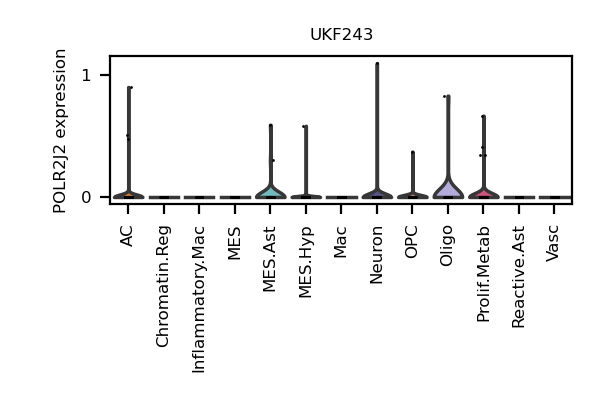 UKF243
POLR2J2 expression
1
0
AC
Chromatin.Reg
Inflammatory.Mac
MES
MES.Ast
MES.Hyp
Mac
Neuron
OPC
Oligo
Prolif.Metab
Reactive.Ast
Vasc